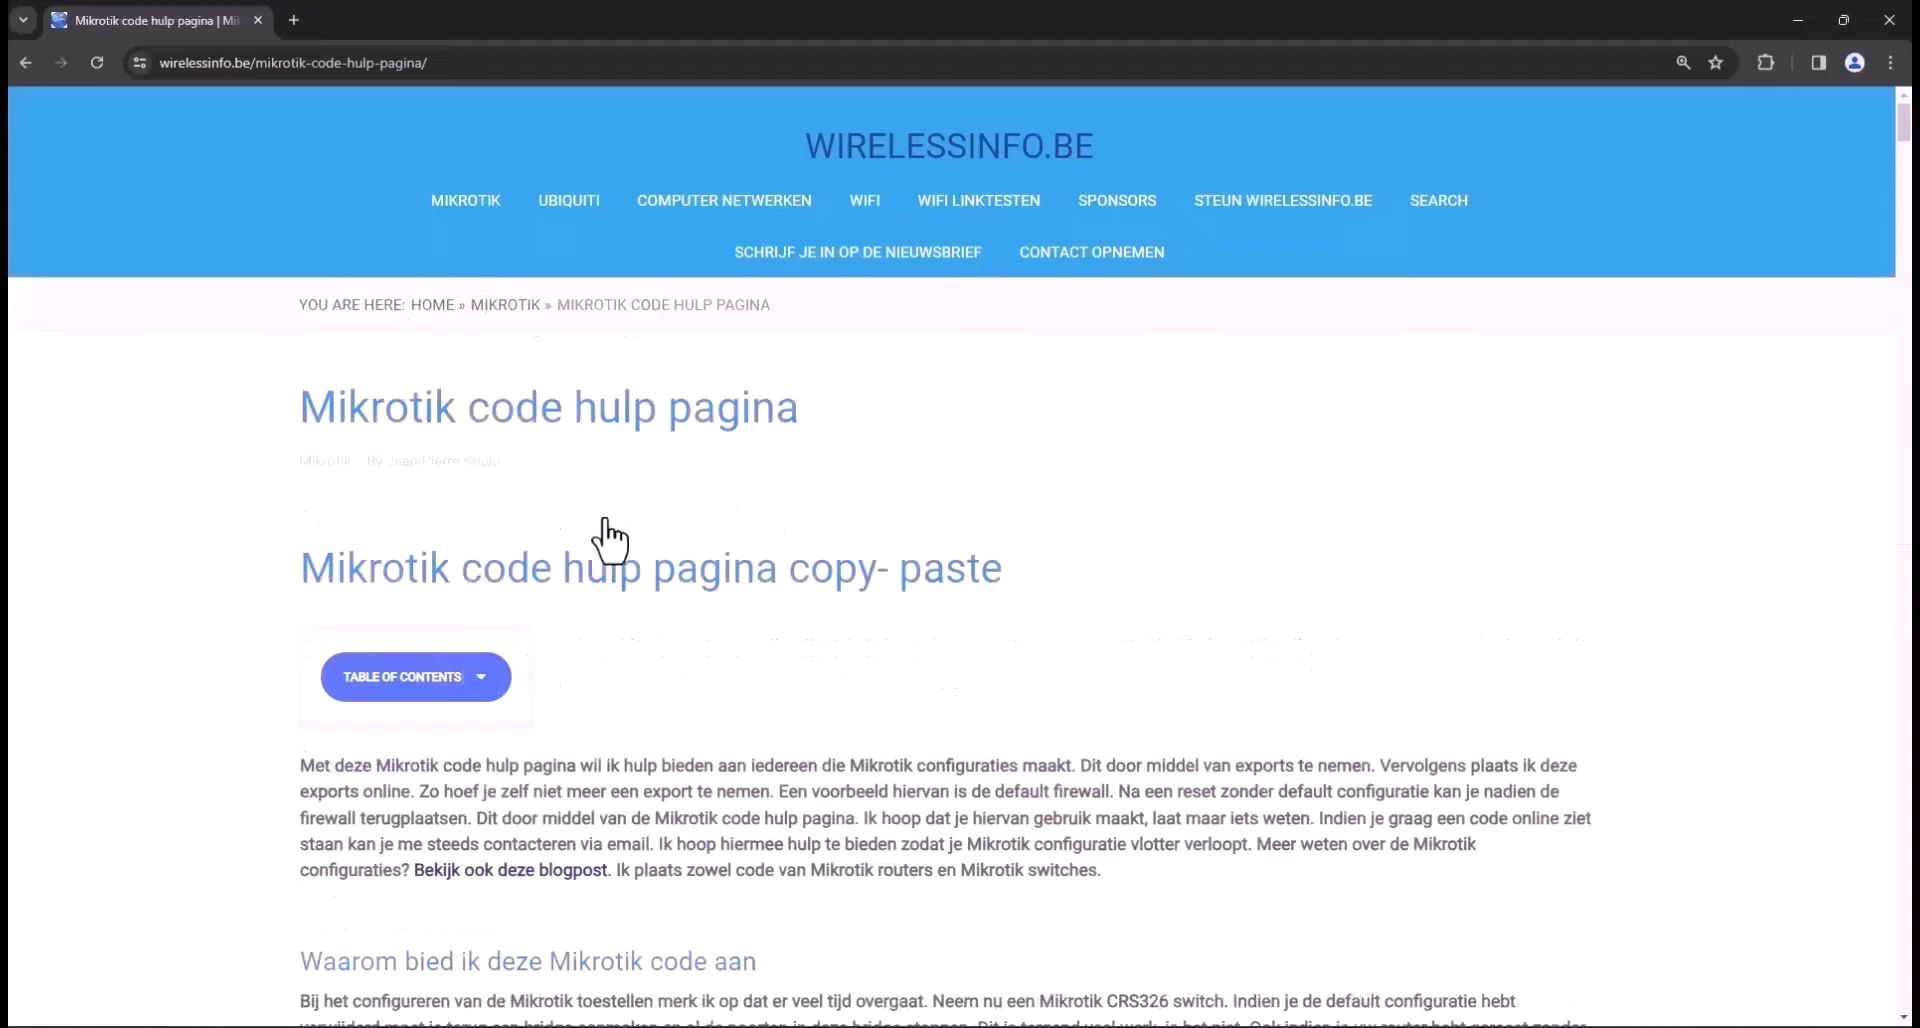 Mikrotik code hulp pagina | Mi
wirelessinfo.be/mikrotik-code-hulp-pagina/
WIRELESSINFO.BE
MIKROTIK UBIQUITI COMPUTER NETWERKEN WIFI WIFI LINKTESTEN SPONSORS STEUN WIRELESSINFO.BE SEARCH
SCHRIJF JE IN OP DE NIEUWSBRIEF CONTACT OPNEMEN
YOU ARE HERE: HOME » MIKROTIK » MIKROTIK CODE HULP PAGINA
Mikrotik code hulp pagina
Mikrotik By Jean-Pierre
Mikrotik code hulp pagina copy- paste
TABLE OF CONTENTS
Met deze Mikrotik code hulp pagina wil ik hulp bieden aan iedereen die Mikrotik configuraties maakt. Dit door middel van exports te nemen. Vervolgens plaats ik deze
exports online. Zo hoef je zelf niet meer een export te nemen. Een voorbeeld hiervan is de default firewall. Na een reset zonder default configuratie kan je nadien de
firewall terugplaatsen. Dit door middel van de Mikrotik code hulp pagina. Ik hoop dat je hiervan gebruik maakt, laat maar iets weten. Indien je graag een code online ziet
staan kan je me steeds contacteren via email. Ik hoop hiermee hulp te bieden zodat je Mikrotik configuratie vlotter verloopt. Meer weten over de Mikrotik
configuraties? Bekijk ook deze blogpost. Ik plaats zowel code van Mikrotik routers en Mikrotik switches.
Waarom bied ik deze Mikrotik code aan
Bij het configureren van de Mikrotik toestellen merk ik op dat er veel tijd overgaat. Neem nu een Mikrotik CRS326 switch. Indien je de default configuratie hebt